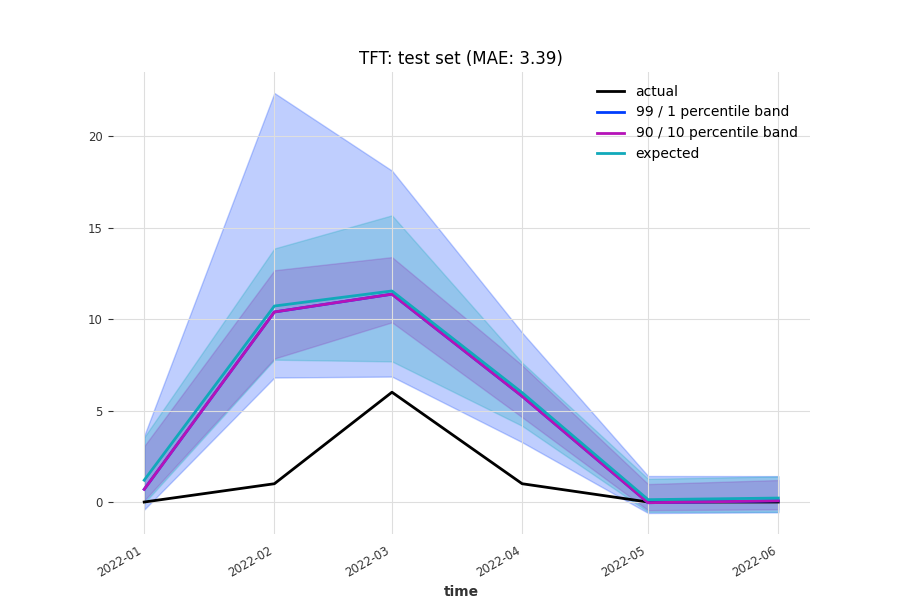 TFT: test set (MAE: 3.39)
actual
99 / 1 percentile band
90 / 10 percentile band
expected
20
15
10
5
0
2022-01
2022-02
2022-03
2022-04
2022-05
2022-06
time